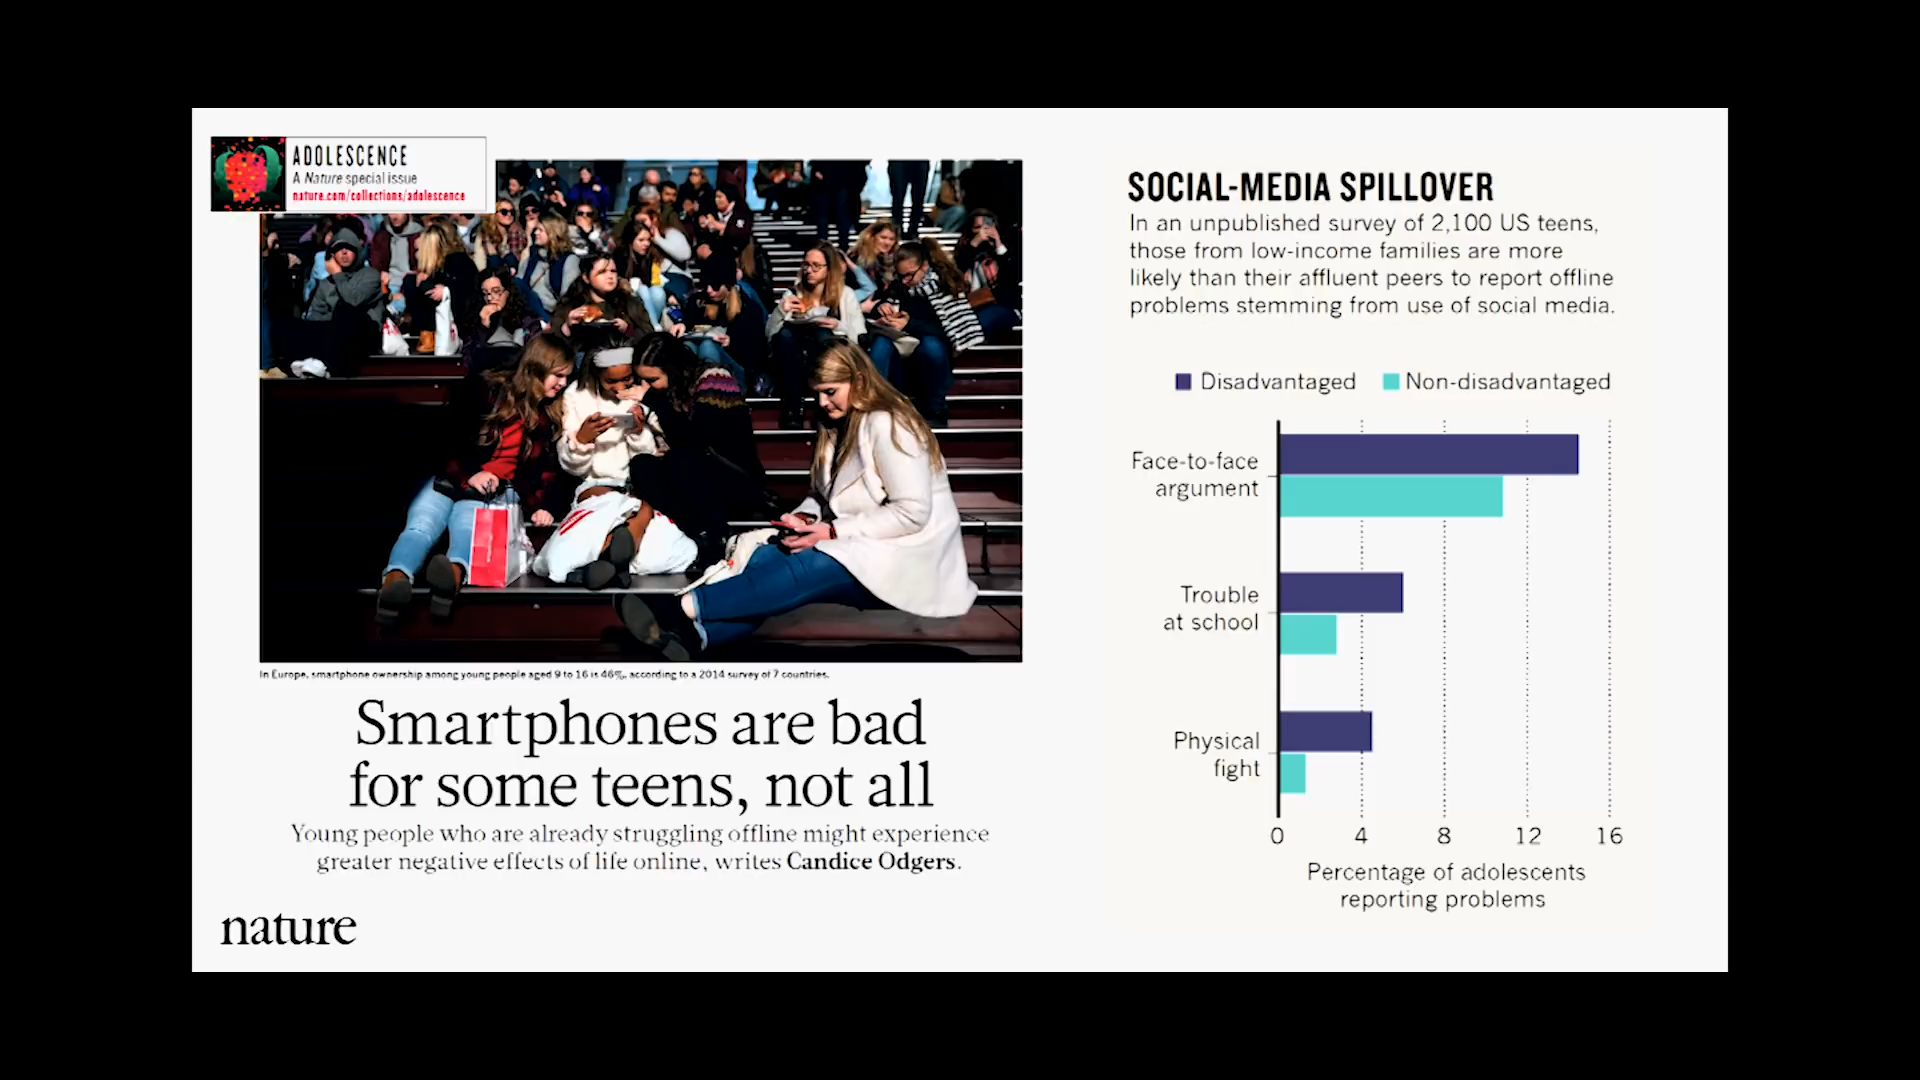 ADOLESCENCE
A Nature special issue
nature.com/collections/adolescence
In Europe, smartphone ownership among young people aged 9 to 16 is 46%, according to a 2014 survey of 7 countries.
Smartphones are bad
for some teens, not all
Young people who are already struggling offline might experience
greater negative effects of life online, writes Candice Odgers.
nature
SOCIAL-MEDIA SPILLOVER
In an unpublished survey of 2,100 US teens,
those from low-income families are more
likely than their affluent peers to report offline
problems stemming from use of social media.
Disadvantaged Non-disadvantaged
Face-to-face
argument
Trouble
at school
Physical
fight
0 4 8 12 16
Percentage of adolescents
reporting problems